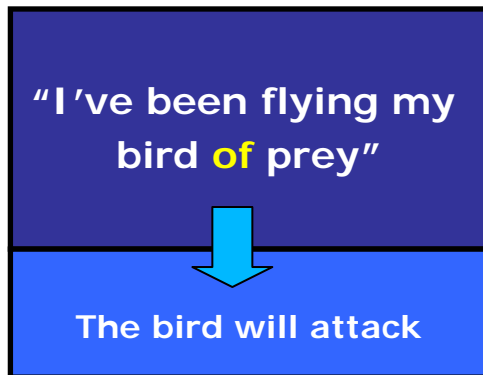 “I’ve been flying my
bird of prey”
The bird will attack